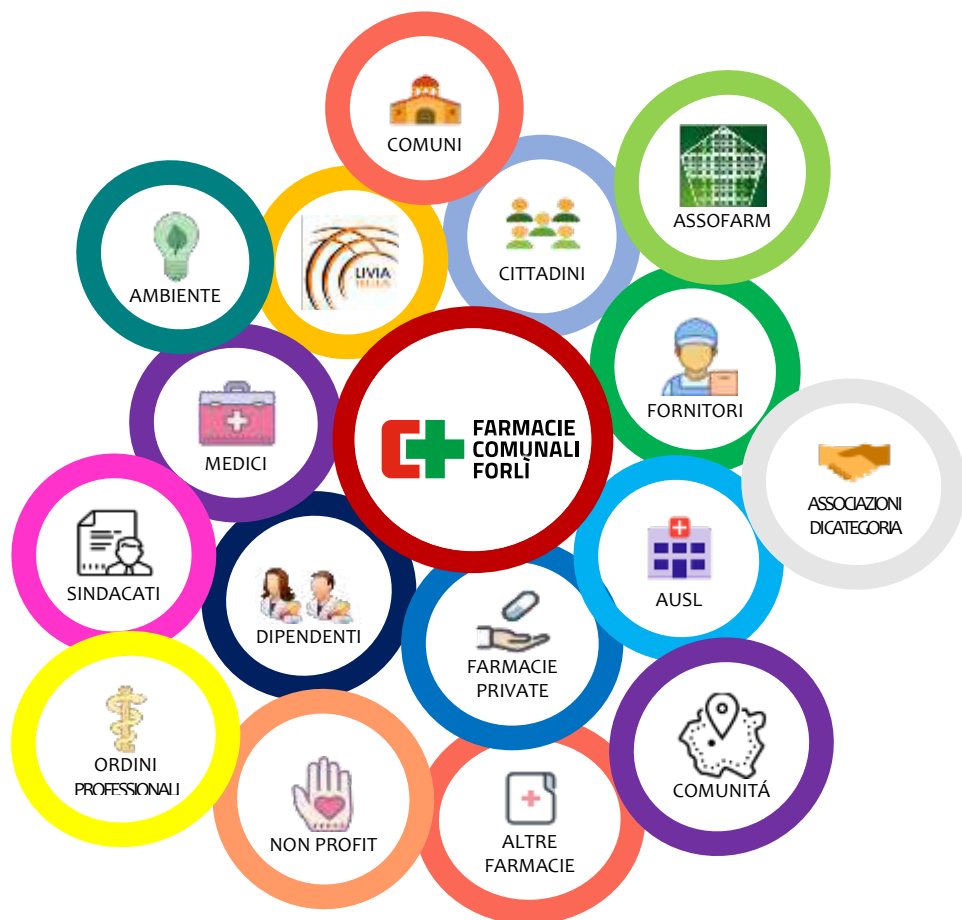 COMUNI
ASSOFARM
AMBIENTE
LIVIA
CITTADINI
FORNITORI
MEDICI
FARMACIE
COMUNALI
FORLÌ
ASSOCIAZIONI
DICATEGORIA
SINDACATI
DIPENDENTI
AUSL
FARMACIE
PRIVATE
ORDINI
PROFESSIONALI
NON PROFIT
ALTRE
FARMACIE
COMUNITÁ